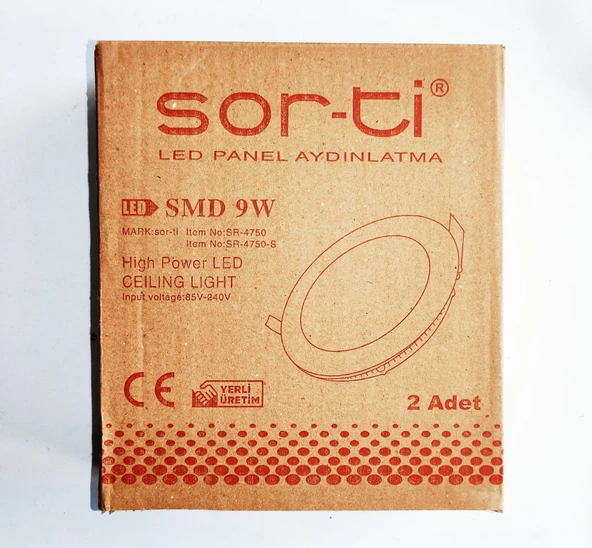 sor-ti®
LED PANEL AYDINLATMA
LED SMD 9W
MARK:sor-ti Item No:SR-4750
Item No:SR-4750-S
High Power LED
CEILING LIGHT
Input voltage:85V-240V
CE
YERLİ
ÜRETİM
2 Adet